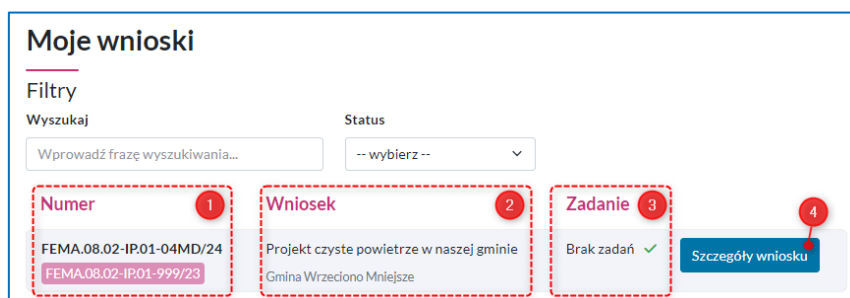 Moje wnioski
Filtry
Wyszukaj Status
Wprowadź frazę wyszukiwania... -- wybierz --
Numer 1 Wniosek 2 Zadanie 3 4
FEMA.08.02-IP.01-04MD/24 Projekt czyste powietrze w naszej gminie Brak zadań Szczegóły wniosku
FEMA.08.02-IP.01-999/23 Gmina Wrzeciono Mniejsze